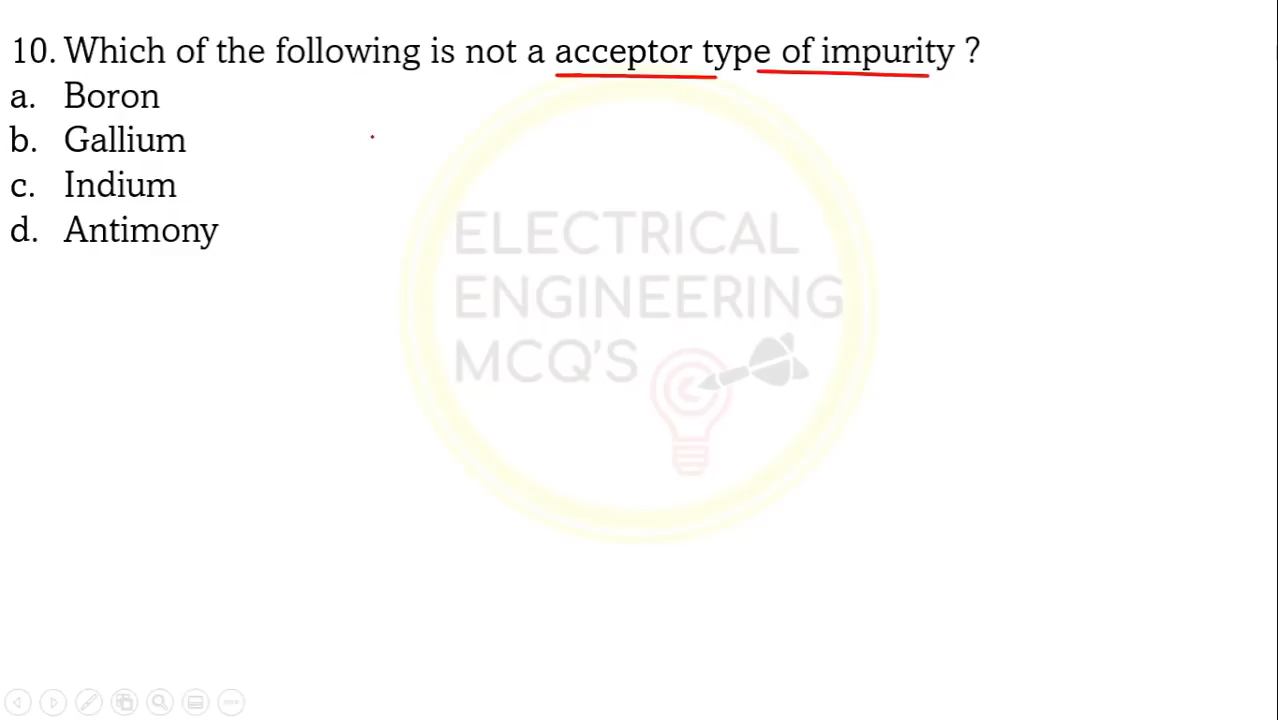 10. Which of the following is not a acceptor type of impurity ?
a. Boron
b. Gallium
c. Indium
d. Antimony
ELECTRICAL
ENGINEERING
MCQ'S